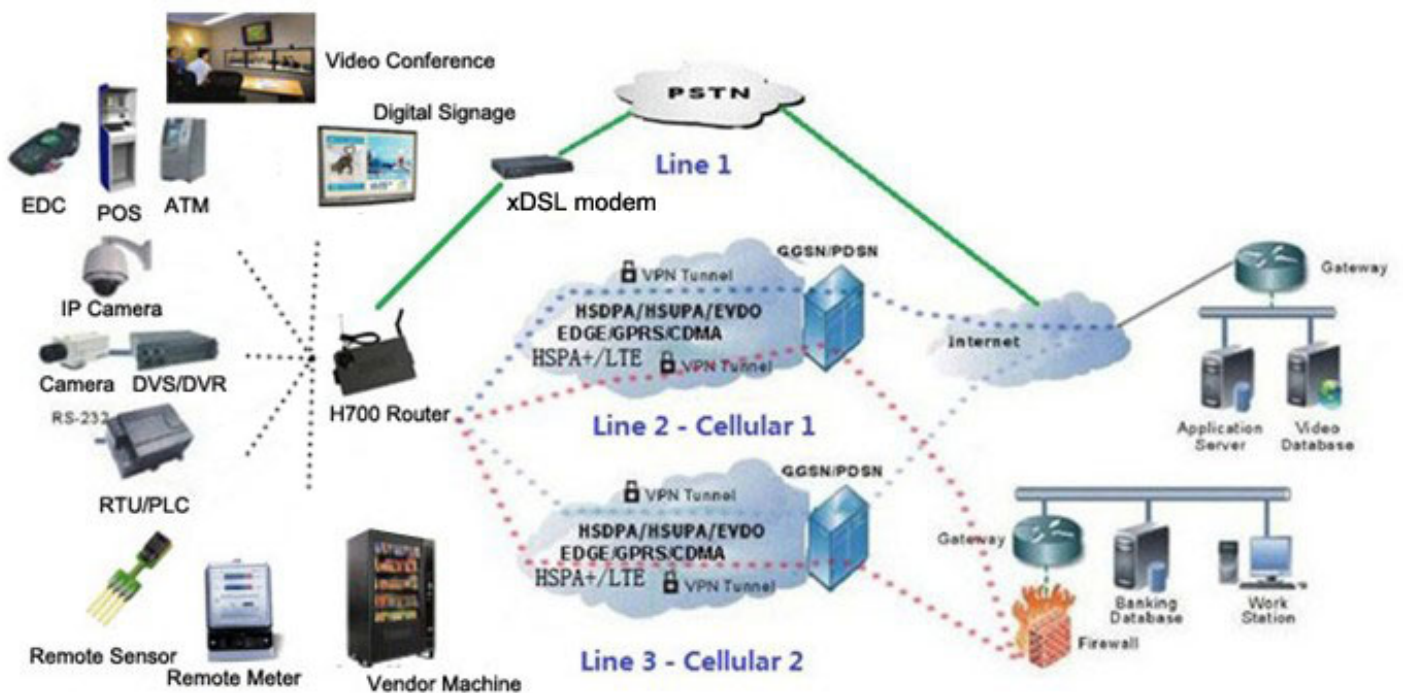 Video Conference
PSTN
Digital Signage
Line 1
EDC
POS
ATM
xDSL modem
GGSN/PDSN
VPN Tunnel
Gateway
IP Camera
HSDPA/HSUPA/EVDO
EDGE/GPRS/CDMA
HSPA+/LTE
VPN Tunnel
Internet
Camera
DVS/DVR
RS-232
H700 Router
Line 2 - Cellular 1
Application
Server
Video
Database
GGSN/PDSN
VPN Tunnel
RTU/PLC
HSDPA/HSUPA/EVDO
EDGE/GPRS/CDMA
HSPA+/LTE
VPN Tunnel
Gateway
Banking
Database
Work
Station
Firewall
Remote Sensor
Remote Meter
Vendor Machine
Line 3 - Cellular 2